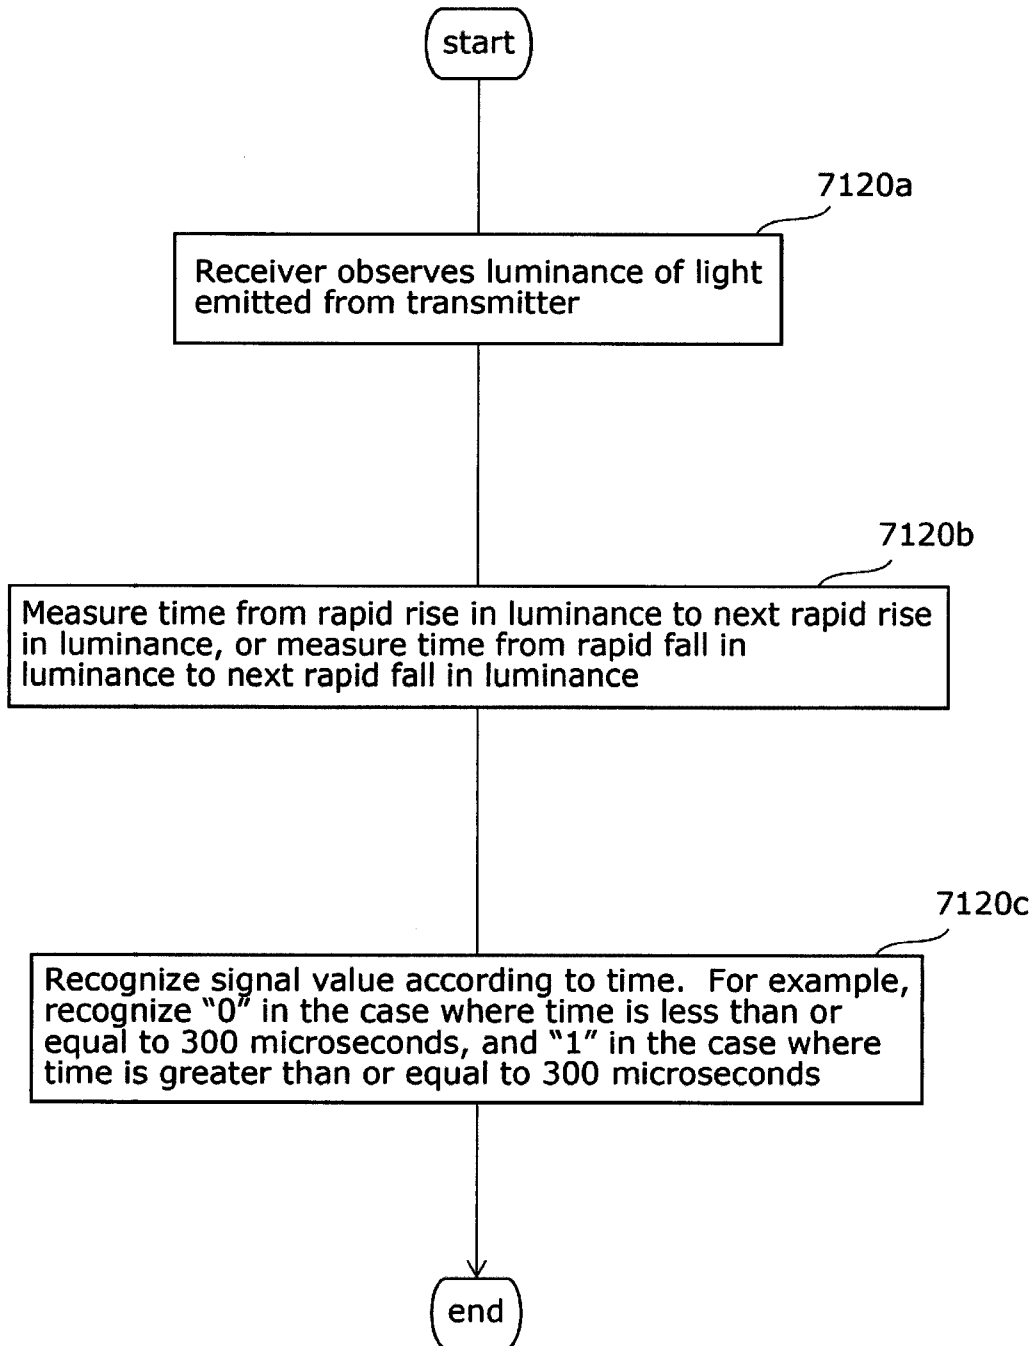 start
7120a
Receiver observes luminance of light
emitted from transmitter
7120b
Measure time from rapid rise in luminance to next rapid rise
in luminance, or measure time from rapid fall in
luminance to next rapid fall in luminance
7120c
Recognize signal value according to time.  For example,
recognize “0” in the case where time is less than or
equal to 300 microseconds, and “1” in the case where
time is greater than or equal to 300 microseconds
end